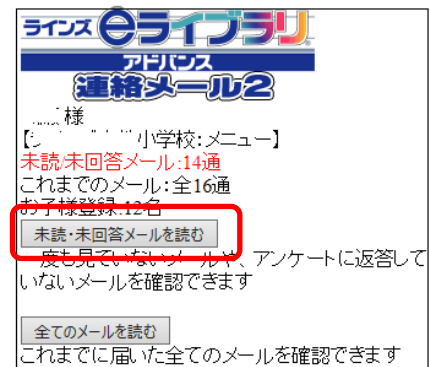 ラインズ eライブラリ
アドバンス
連絡メール2
様
小学校:メニュー】
未読/未回答メール:14通
これまでのメール:全16通
お子様登録:12名
未読・未回答メールを読む
一度も見ていないメールや、アンケートに返答して
いないメールを確認できます
全てのメールを読む
これまでに届いた全てのメールを確認できます